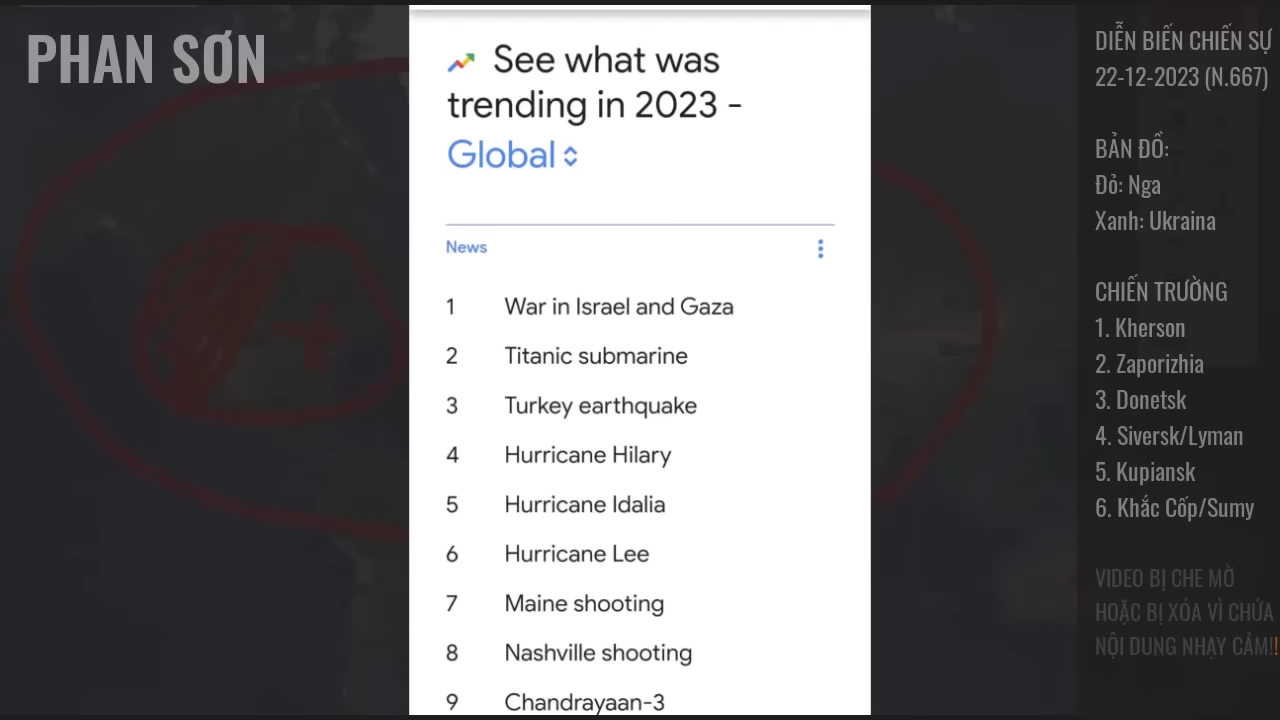 PHAN SƠN
See what was
trending in 2023 -
Global
News
1 War in Israel and Gaza
2 Titanic submarine
3 Turkey earthquake
4 Hurricane Hilary
5 Hurricane Idalia
6 Hurricane Lee
7 Maine shooting
8 Nashville shooting
9 Chandrayaan-3
DIỄN BIẾN CHIẾN SỰ
22-12-2023 (N.667)
BẢN ĐỒ:
Đỏ: Nga
Xanh: Ukraina
CHIẾN TRƯỜNG
1. Kherson
2. Zaporizhia
3. Donetsk
4. Siversk/Lyman
5. Kupiansk
6. Khắc Cốp/Sumy
VIDEO BỊ CHE MỜ
HOẶC BỊ XÓA VÌ CHỨA
NỘI DUNG NHẠY CẢM!!